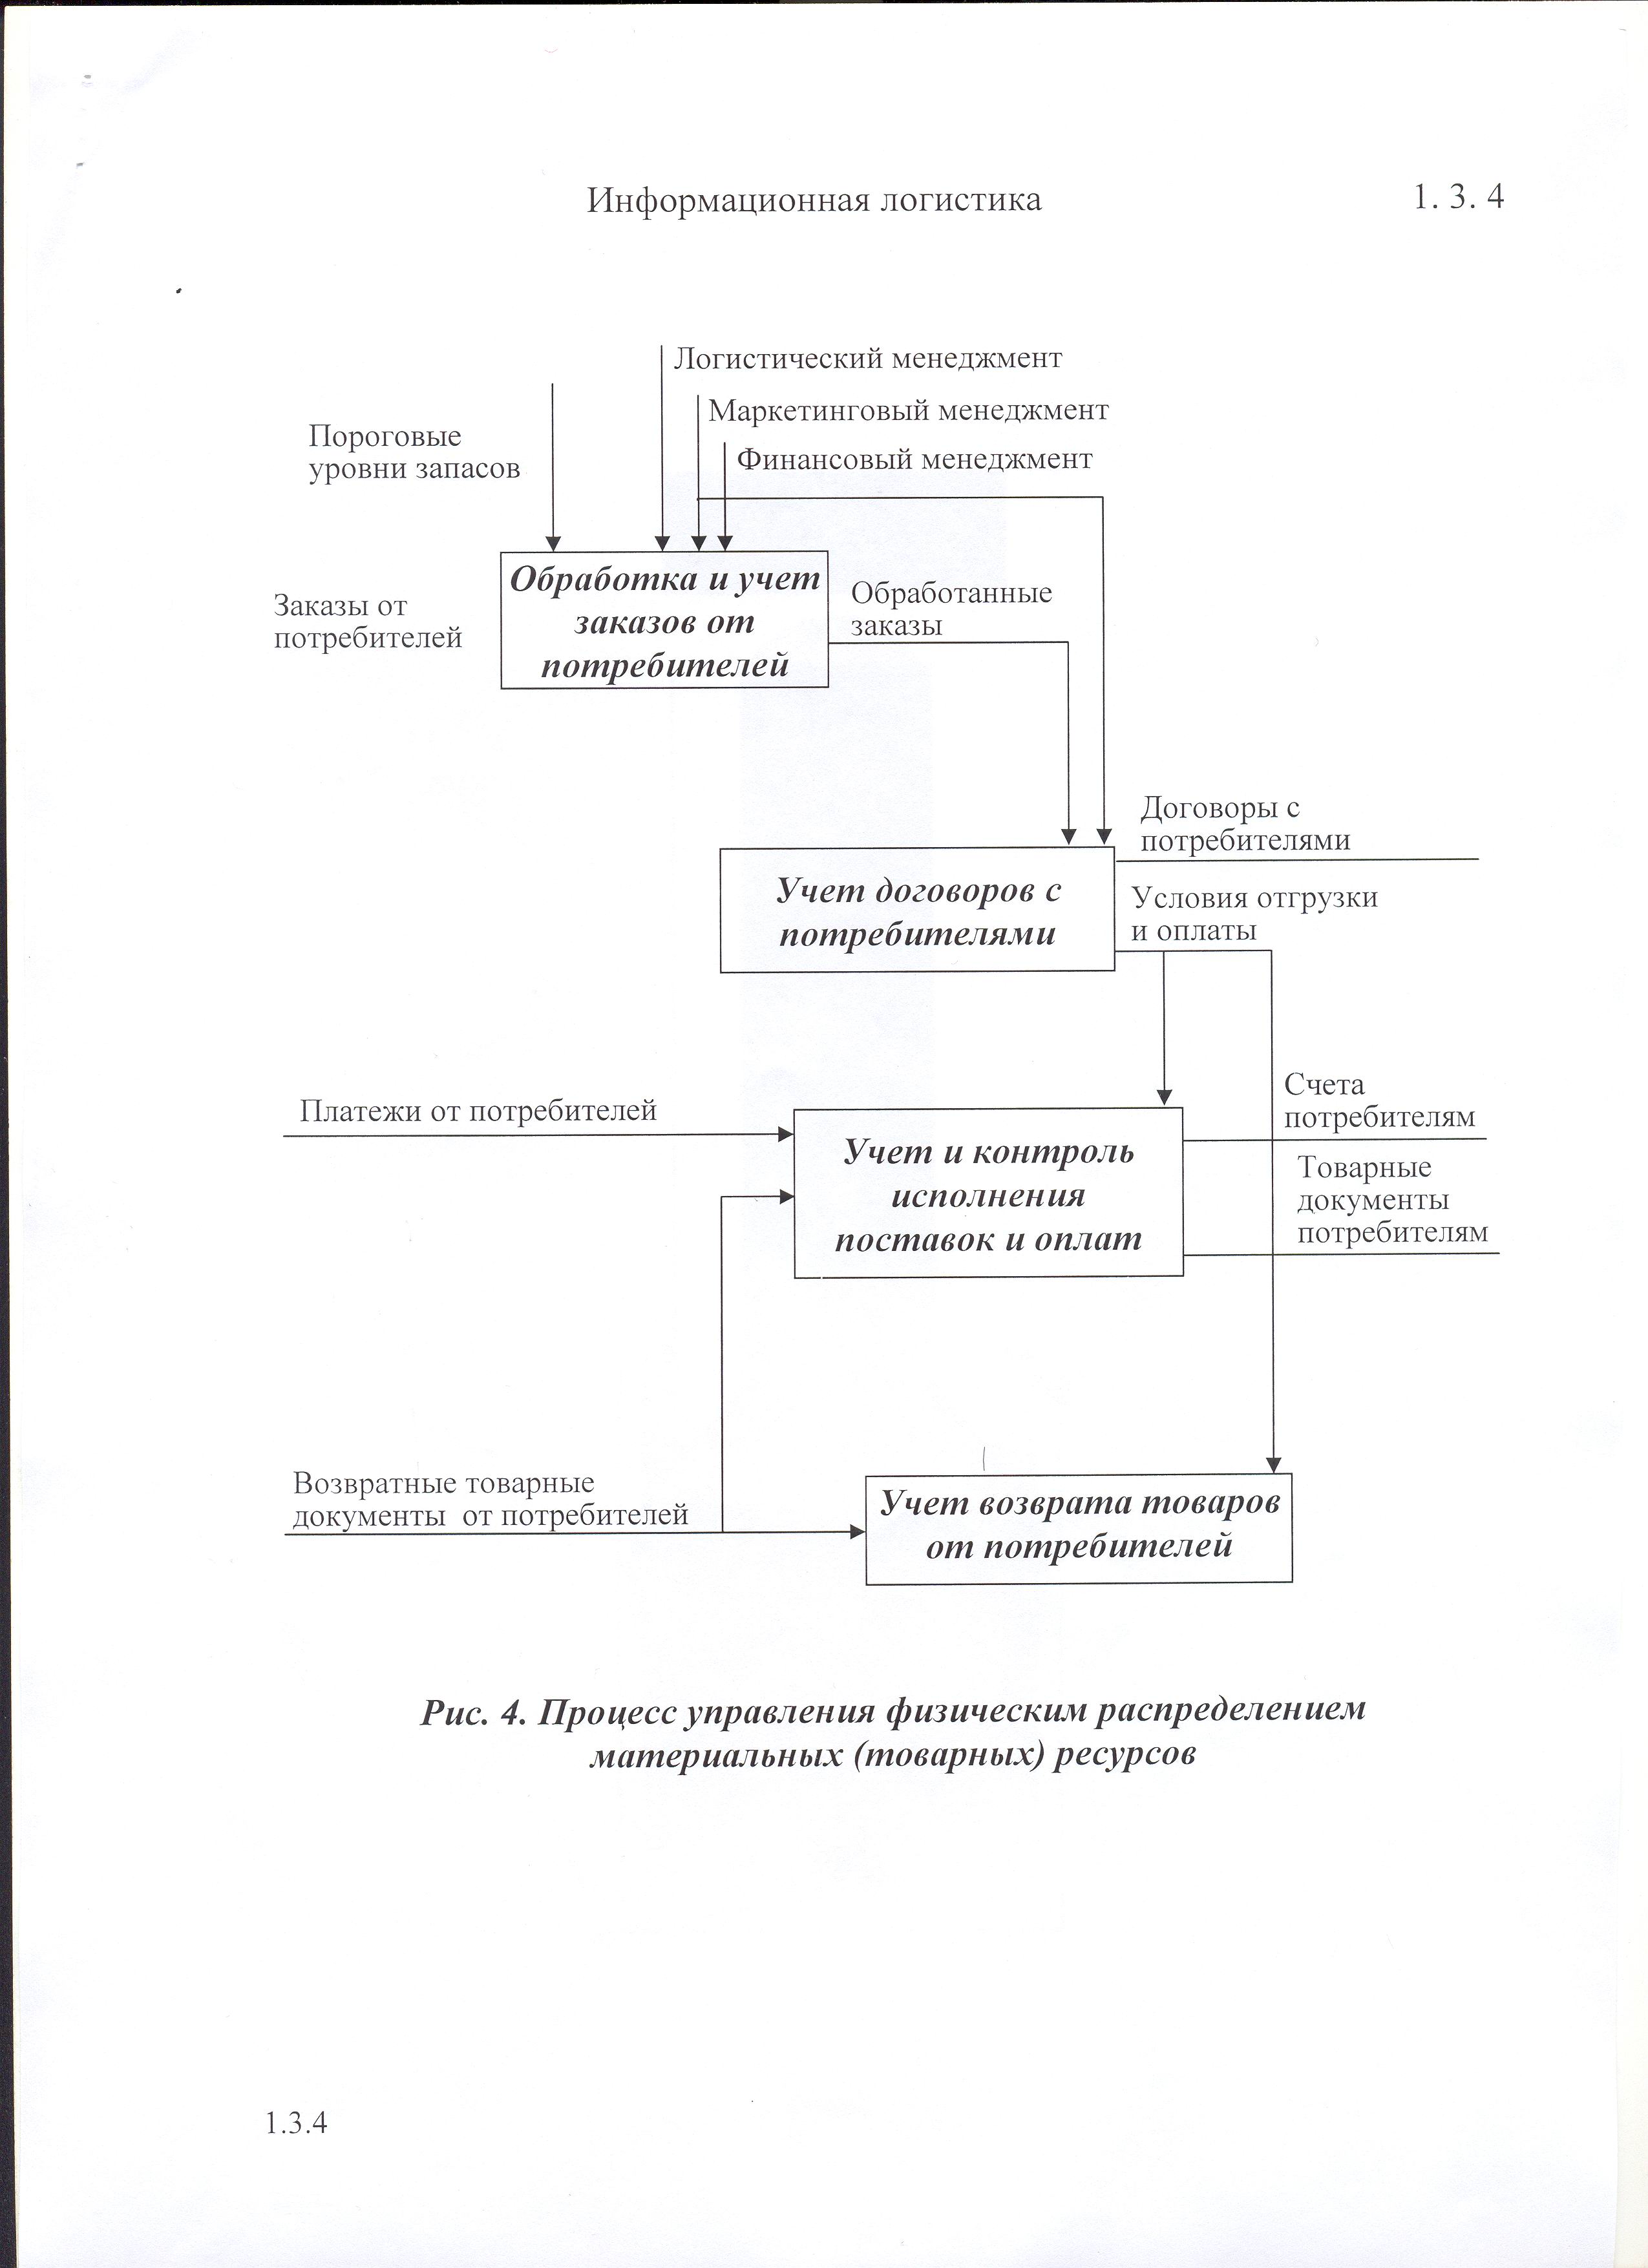 Информационная логистика
1. 3. 4
Логистический менеджмент
Маркетинговый менеджмент
Финансовый менеджмент
Пороговые
уровни запасов
Заказы от
потребителей
Обработка и учет
заказов от
потребителей
Обработанные
заказы
Договоры с
потребителями
Учет договоров с
потребителями
Условия отгрузки
и оплаты
Платежи от потребителей
Учет и контроль
исполнения
поставок и оплат
Счета
потребителям
Товарные
документы
потребителям
Возвратные товарные
документы от потребителей
Учет возврата товаров
от потребителей
Рис. 4. Процесс управления физическим распределением
материальных (товарных) ресурсов
1.3.4